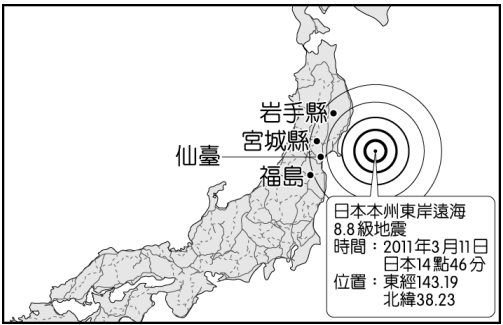 岩手縣
宮城縣
仙臺
福島
日本本州東岸遠海
8.8級地震
時間：2011年3月11日
日本14點46分
位置：東經143.19
北緯38.23